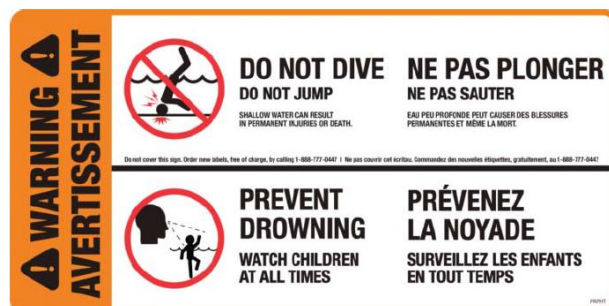 WARNING
AVERTISSEMENT
DO NOT DIVE
DO NOT JUMP
SHALLOW WATER CAN RESULT
IN PERMANENT INJURIES OR DEATH.
NE PAS PLONGER
NE PAS SAUTER
EAU PEU PROFONDE PEUT CAUSER DES BLESSURES
PERMANENTES ET MÊME LA MORT.
Do not cover this sign. Order new labels, free of charge, by calling 1-888-777-0447 | Ne pas couvrir cet écriteau. Commandez des nouvelles étiquettes, gratuitement, au 1-888-777-0447
PREVENT
DROWNING
WATCH CHILDREN
AT ALL TIMES
PRÉVENEZ
LA NOYADE
SURVEILLEZ LES ENFANTS
EN TOUT TEMPS